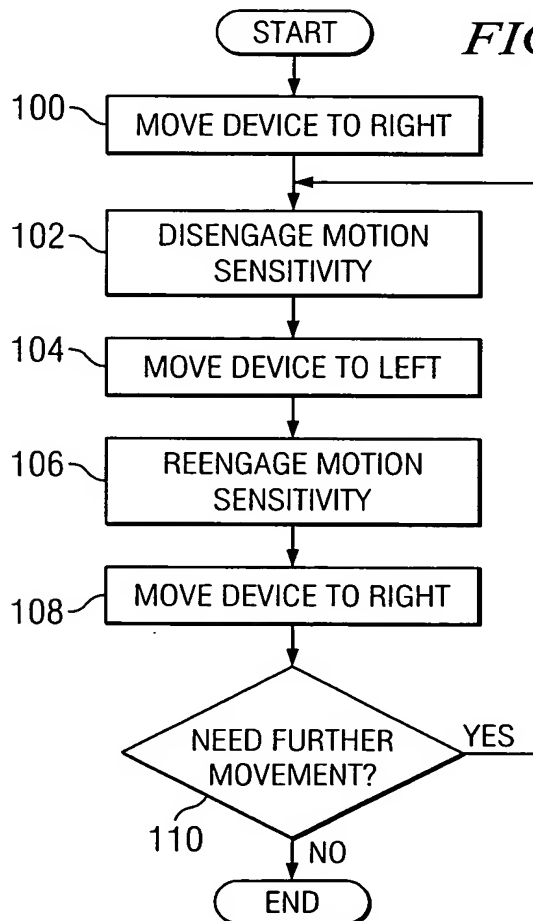 START
FIG
100
MOVE DEVICE TO RIGHT
102
DISENGAGE MOTION
SENSITIVITY
104
MOVE DEVICE TO LEFT
106
REENGAGE MOTION
SENSITIVITY
108
MOVE DEVICE TO RIGHT
NEED FURTHER
MOVEMENT?
YES
110
NO
END